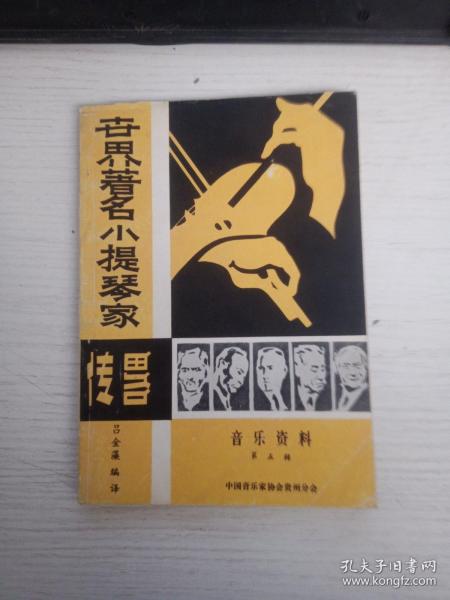 世界著名小提琴家
传略
吕金藻编译
音乐资料
第五辑
中国音乐家协会贵州分会
孔夫子旧书网
www.kongfz.com